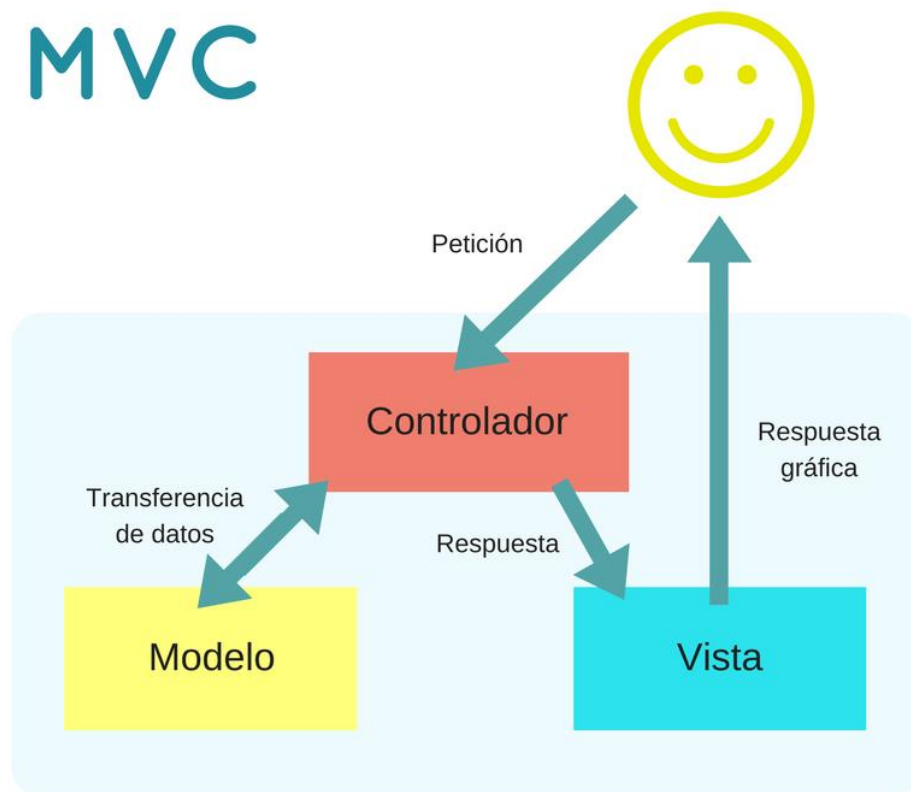 MVC
Petición
Controlador
Respuesta
gráfica
Transferencia
de datos
Respuesta
Modelo
Vista